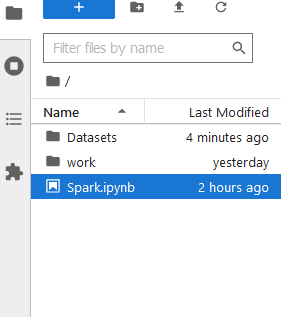 +
Filter files by name
/
Name Last Modified
Datasets 4 minutes ago
work yesterday
Spark.ipynb 2 hours ago